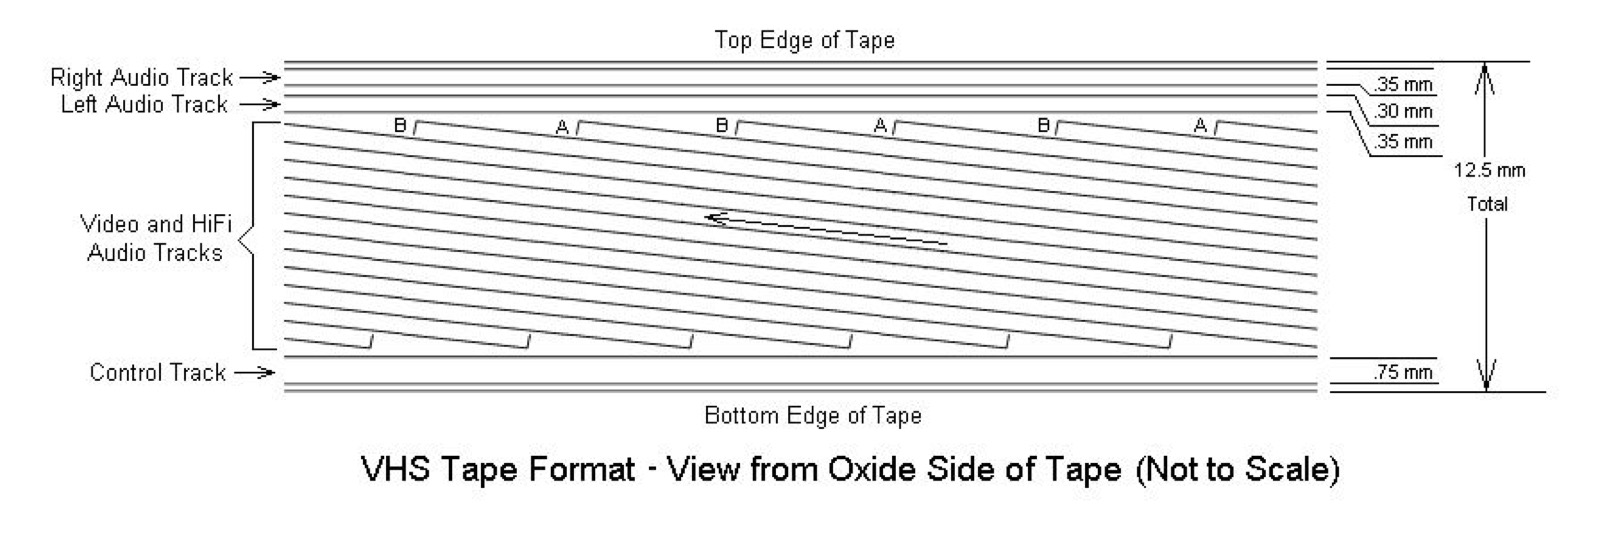 Top Edge of Tape
Right Audio Track
Left Audio Track
.35 mm
.30 mm
.35 mm
B A B A B A
12.5 mm
Total
Video and HiFi
Audio Tracks
Control Track
.75 mm
Bottom Edge of Tape
VHS Tape Format - View from Oxide Side of Tape (Not to Scale)